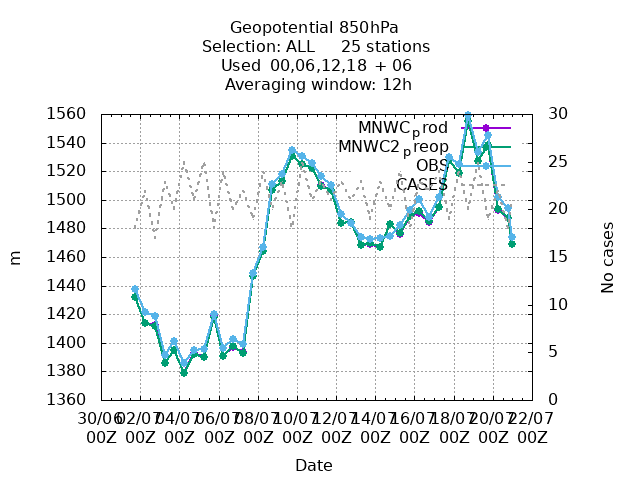 Geopotential 850hPa
Selection: ALL 25 stations
Used 00,06,12,18 + 06
Averaging window: 12h
1560
1540
1520
1500
1480
1460
1440
1420
1400
1380
1360
m
30
25
20
15
10
5
0
No cases
MNWCprod
MNWC2preop
OBS
CASES
30/06 02/07 04/07 06/07 08/07 10/07 12/07 14/07 16/07 18/07 20/07 22/07
00Z 00Z 00Z 00Z 00Z 00Z 00Z 00Z 00Z 00Z 00Z 00Z
Date